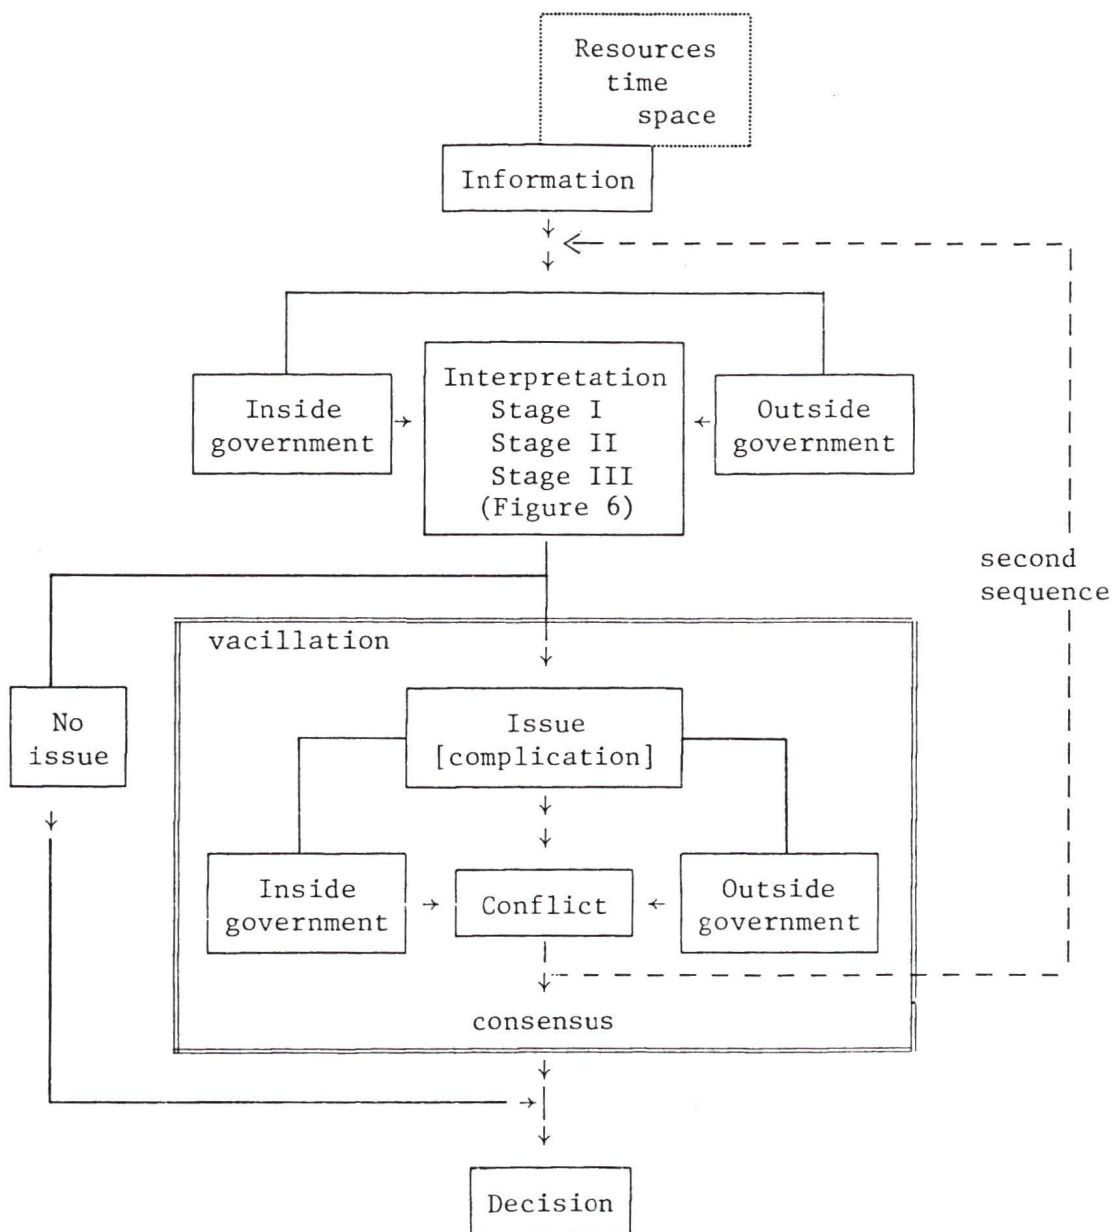 Resources
time
space
Information
Inside
government
Interpretation
Stage I
Stage II
Stage III
(Figure 6)
Outside
government
second
sequence
vacillation
No
issue
Issue
[complication]
Inside
government
Conflict
Outside
government
consensus
Decision